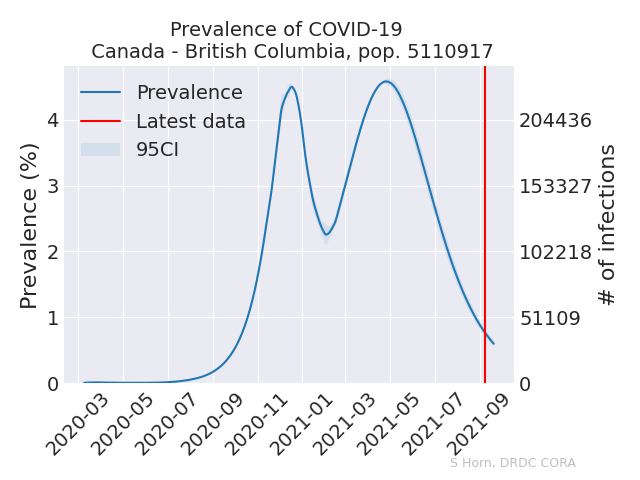 Prevalence of COVID-19
Canada - British Columbia, pop. 5110917
Prevalence
Latest data
95CI
Prevalence (%)
4
3
2
1
0
204436
153327
102218
51109
0
# of infections
2020-03
2020-05
2020-07
2020-09
2020-11
2021-01
2021-03
2021-05
2021-07
2021-09
S Horn, DRDC CORA